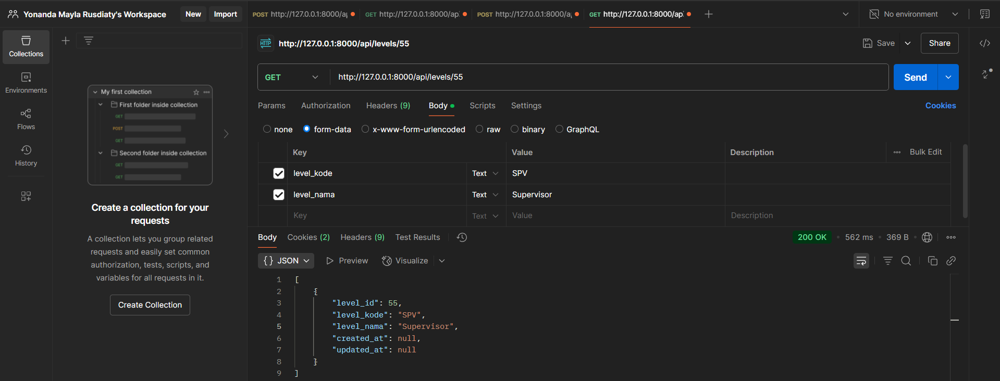 Yonanda Mayla Rusdiaty's Workspace New Import
POST http://127.0.0.1:8000/a GET http://127.0.0.1:8000/ap POST http://127.0.0.1:8000/a GET http://127.0.0.1:8000/ap No environment
Collections
Environments
Flows
History
My first collection
First folder inside collection
GET
POST
GET
Second folder inside collection
GET
GET
Create a collection for your
requests
A collection lets you group related
requests and easily set common
authorization, tests, scripts, and
variables for all requests in it.
Create Collection
HTTP http://127.0.0.1:8000/api/levels/55 Save Share
GET http://127.0.0.1:8000/api/levels/55 Send
Params Authorization Headers (9) Body Scripts Settings Cookies
none form-data x-www-form-urlencoded raw binary GraphQL
Key Value Description Bulk Edit
level_kode Text SPV
level_nama Text Supervisor
Key Text Value Description
Body Cookies (2) Headers (9) Test Results 200 OK 562 ms 369 B
{} JSON Preview Visualize
1 [
2 {
3 "level_id": 55,
4 "level_kode": "SPV",
5 "level_nama": "Supervisor",
6 "created_at": null,
7 "updated_at": null
8 }
9 ]